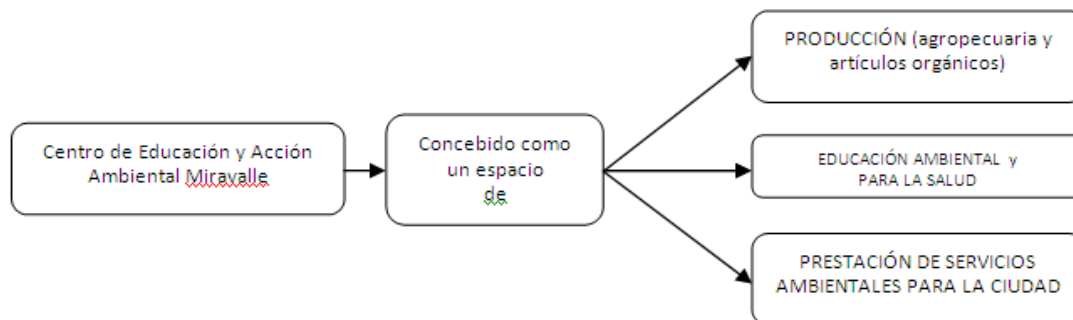 Centro de Educación y Acción
Ambiental Miravalle
Concebido como
un espacio
de
PRODUCCIÓN (agropecuaria y
artículos orgánicos)
EDUCACIÓN AMBIENTAL y
PARA LA SALUD
PRESTACIÓN DE SERVICIOS
AMBIENTALES PARA LA CIUDAD